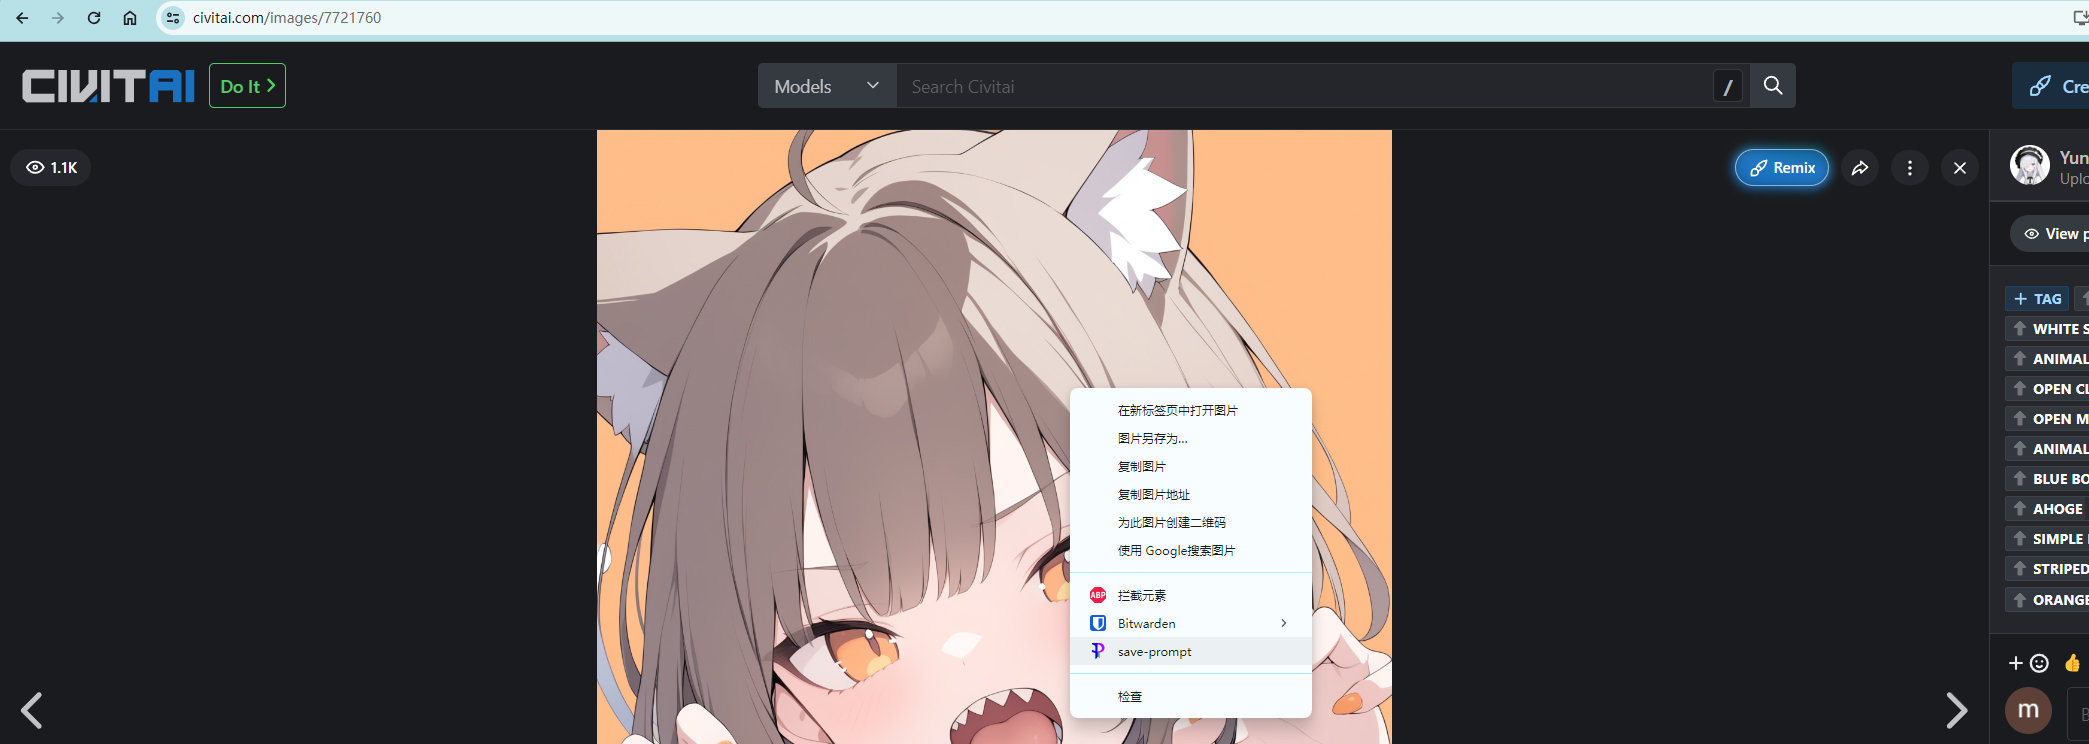 civitai.com/images/7721760
CIVITAI
Do It
Models
Search Civitai
/
Cre
1.1K
Remix
Yun
Uplo
View p
TAG
WHITE S
ANIMAL
OPEN CL
OPEN M
ANIMAL
BLUE BO
AHOGE
SIMPLE
STRIPED
ORANGE
在新标签页中打开图片
图片另存为...
复制图片
复制图片地址
为此图片创建二维码
使用 Google搜索图片
ABP 拦截元素
Bitwarden
save-prompt
检查
m